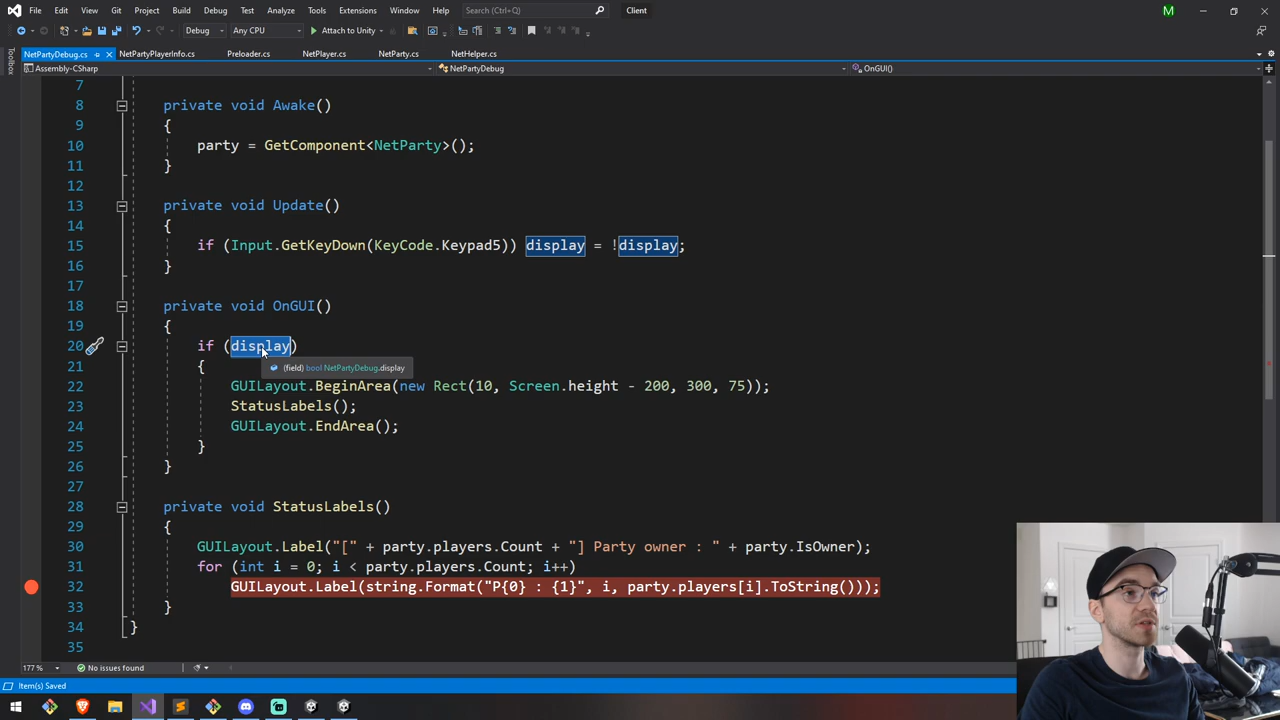 File Edit View Git Project Build Debug Test Analyze Tools Extensions Window Help Search (Ctrl+Q) Client M
Debug Any CPU Attach to Unity
NetPartyDebug.cs NetPartyPlayerInfo.cs Preloader.cs NetPlayer.cs NetParty.cs NetHelper.cs
Toolbox
Assembly-CSharp NetPartyDebug OnGUI()
7
8 private void Awake()
9 {
10 party = GetComponent<NetParty>();
11 }
12
13 private void Update()
14 {
15 if (Input.GetKeyDown(KeyCode.Keypad5)) display = !display;
16 }
17
18 private void OnGUI()
19 {
20 if (display)
(field) bool NetPartyDebug.display
21 {
22 GUILayout.BeginArea(new Rect(10, Screen.height - 200, 300, 75));
23 StatusLabels();
24 GUILayout.EndArea();
25 }
26 }
27
28 private void StatusLabels()
29 {
30 GUILayout.Label("[" + party.players.Count + "] Party owner : " + party.IsOwner);
31 for (int i = 0; i < party.players.Count; i++)
32 GUILayout.Label(string.Format("P{0} : {1}", i, party.players[i].ToString()));
33 }
34 }
35
177 % No issues found
Item(s) Saved